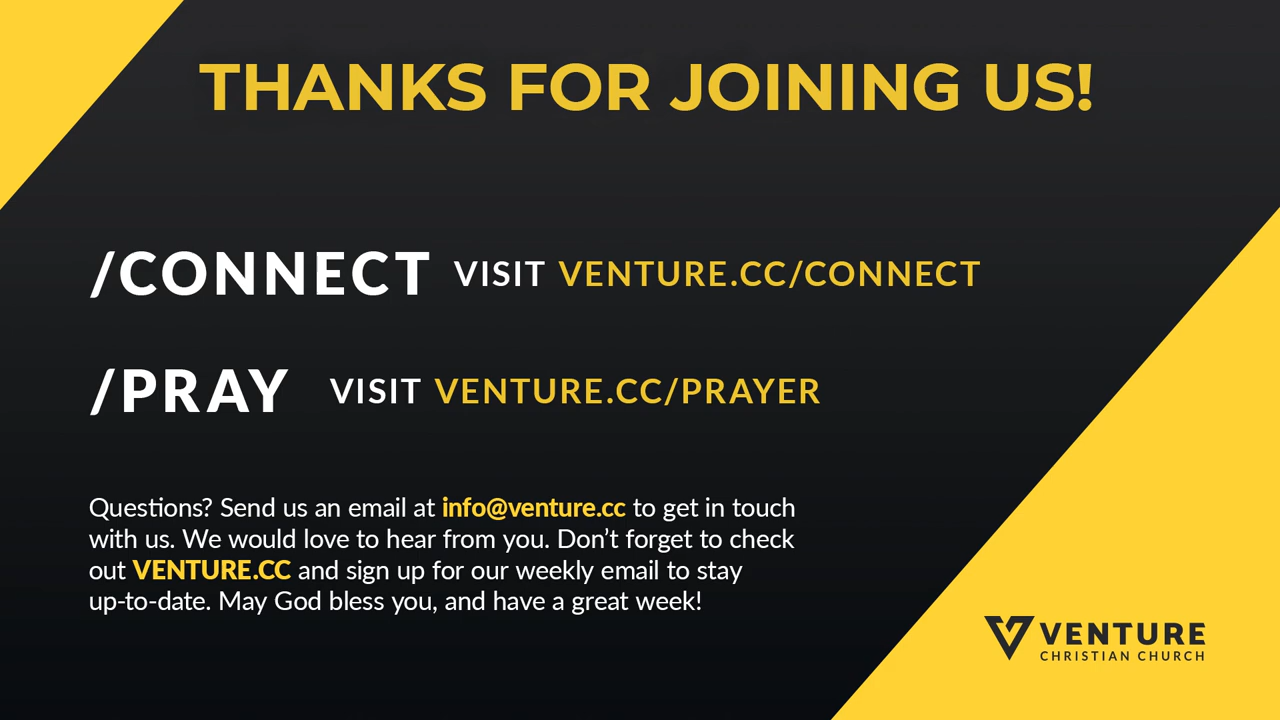 THANKS FOR JOINING US!
/CONNECT VISIT VENTURE.CC/CONNECT
/PRAY VISIT VENTURE.CC/PRAYER
Questions? Send us an email at info@venture.cc to get in touch
with us. We would love to hear from you. Don’t forget to check
out VENTURE.CC and sign up for our weekly email to stay
up-to-date. May God bless you, and have a great week!
VENTURE
CHRISTIAN CHURCH